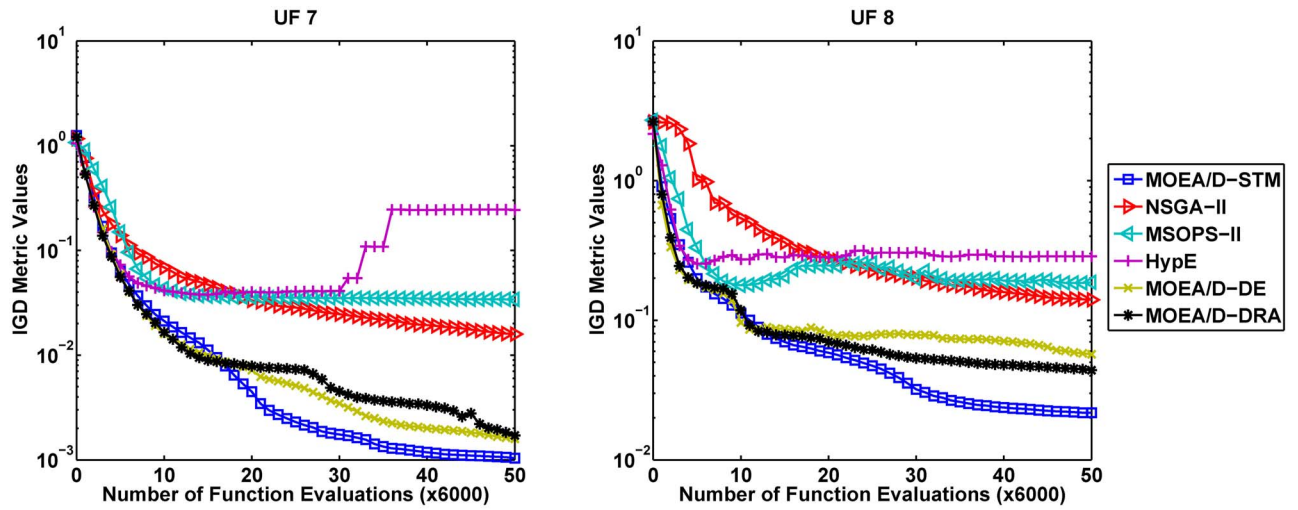 UF 7
10^1
10^0
10^-1
10^-2
10^-3
IGD Metric Values
0 10 20 30 40 50
Number of Function Evaluations (x6000)
UF 8
10^1
10^0
10^-1
10^-2
IGD Metric Values
0 10 20 30 40 50
Number of Function Evaluations (x6000)
MOEA/D−STM
NSGA−II
MSOPS−II
HypE
MOEA/D−DE
MOEA/D−DRA